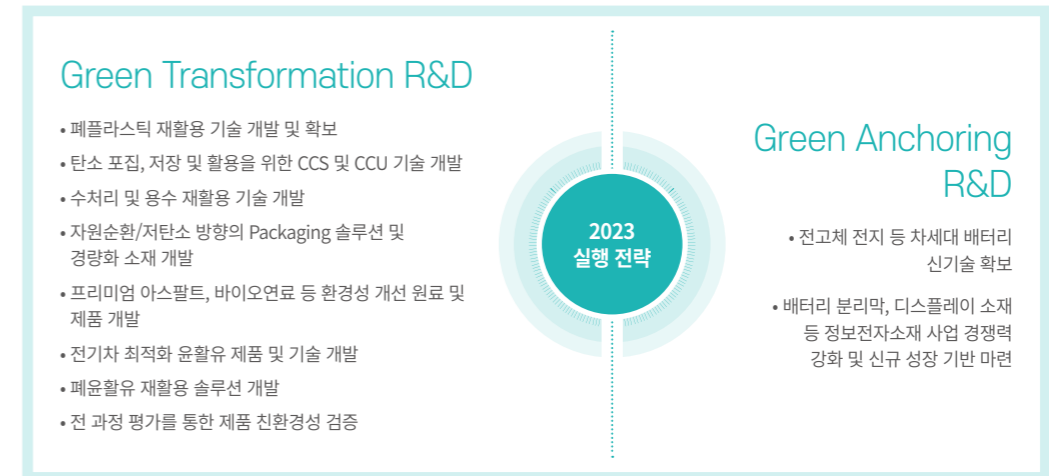 Green Transformation R&D
• 폐플라스틱 재활용 기술 개발 및 확보
• 탄소 포집, 저장 및 활용을 위한 CCS 및 CCU 기술 개발
• 수처리 및 용수 재활용 기술 개발
• 자원순환/저탄소 방향의 Packaging 솔루션 및
경량화 소재 개발
• 프리미엄 아스팔트, 바이오연료 등 환경성 개선 원료 및
제품 개발
• 전기차 최적화 윤활유 제품 및 기술 개발
• 폐윤활유 재활용 솔루션 개발
• 전 과정 평가를 통한 제품 친환경성 검증
2023
실행 전략
Green Anchoring
R&D
• 전고체 전지 등 차세대 배터리
신기술 확보
• 배터리 분리막, 디스플레이 소재
등 정보전자소재 사업 경쟁력
강화 및 신규 성장 기반 마련